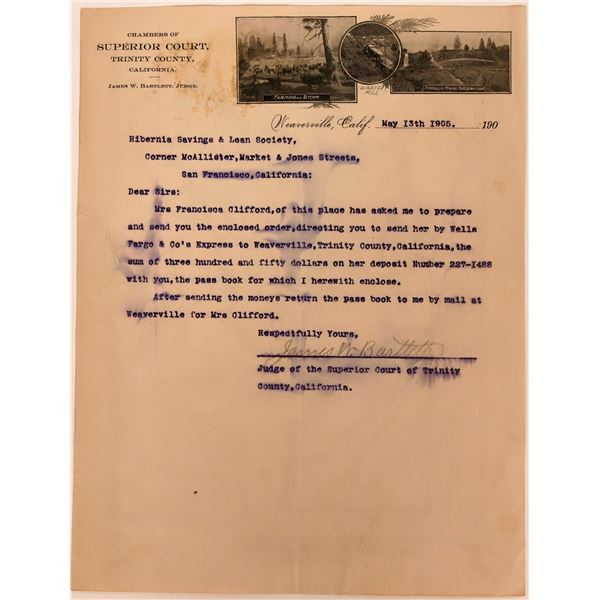 CHAMBERS OF
SUPERIOR COURT,
TRINITY COUNTY,
CALIFORNIA.
JAMES W. BARTLETT, JUDGE.
FARMING AND STOCK
QUARTZ MILL
Weaverville, Calif. May 13th 1905. 190
Hibernia Savings & Loan Society,
Corner McAllister,Market & Jones Streets,
San Francisco,California:
Dear Sirs:
Mrs Francisca Clifford,of this place has asked me to prepare
and send you the enclosed order,directing you to send her by Wells
Fargo & Co's Express to Weaverville,Trinity County,California,the
sum of three hundred and fifty dollars on her deposit Number 227-1488
with you,the pass book for which I herewith enclose.
After sending the moneys return the pass book to me by mail at
Weaverville for Mrs Clifford.
Respectfully Yours,
James W Bartlett
Judge of the Superior Court of Trinity
County,California.